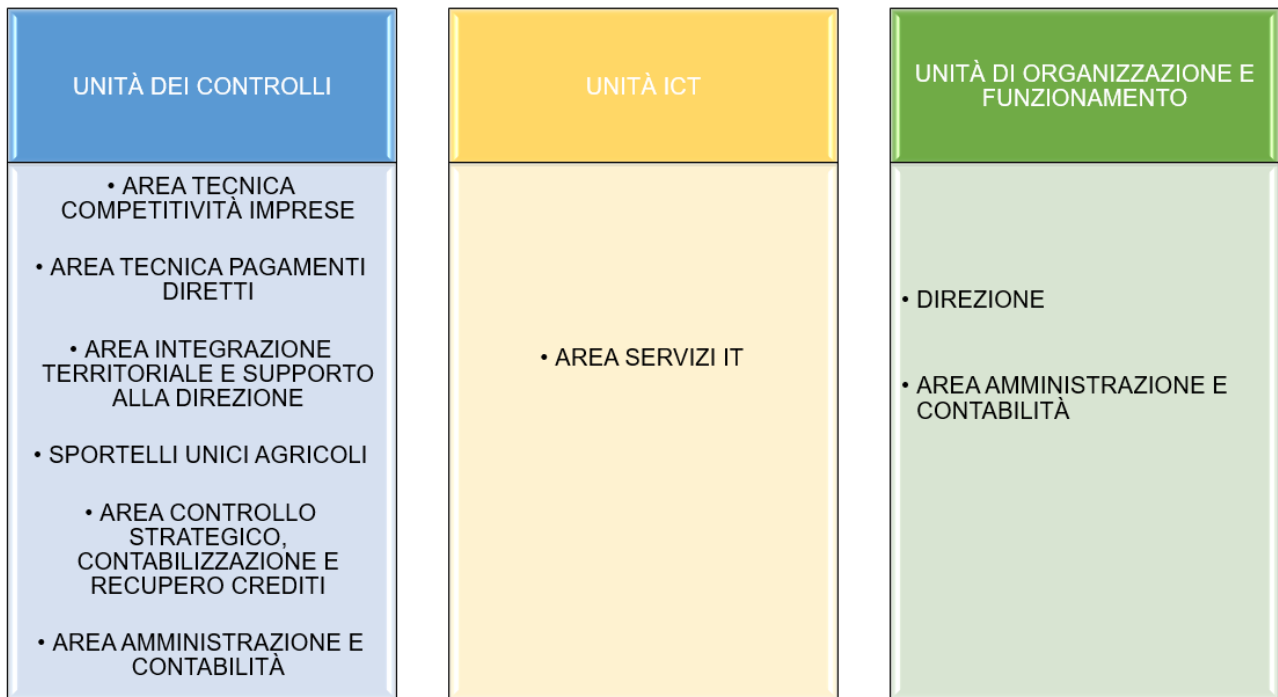 UNITÀ DEI CONTROLLI
• AREA TECNICA
COMPETITIVITÀ IMPRESE
• AREA TECNICA PAGAMENTI
DIRETTI
• AREA INTEGRAZIONE
TERRITORIALE E SUPPORTO
ALLA DIREZIONE
• SPORTELLI UNICI AGRICOLI
• AREA CONTROLLO
STRATEGICO,
CONTABILIZZAZIONE E
RECUPERO CREDITI
• AREA AMMINISTRAZIONE E
CONTABILITÀ
UNITÀ ICT
• AREA SERVIZI IT
UNITÀ DI ORGANIZZAZIONE E
FUNZIONAMENTO
• DIREZIONE
• AREA AMMINISTRAZIONE E
CONTABILITÀ